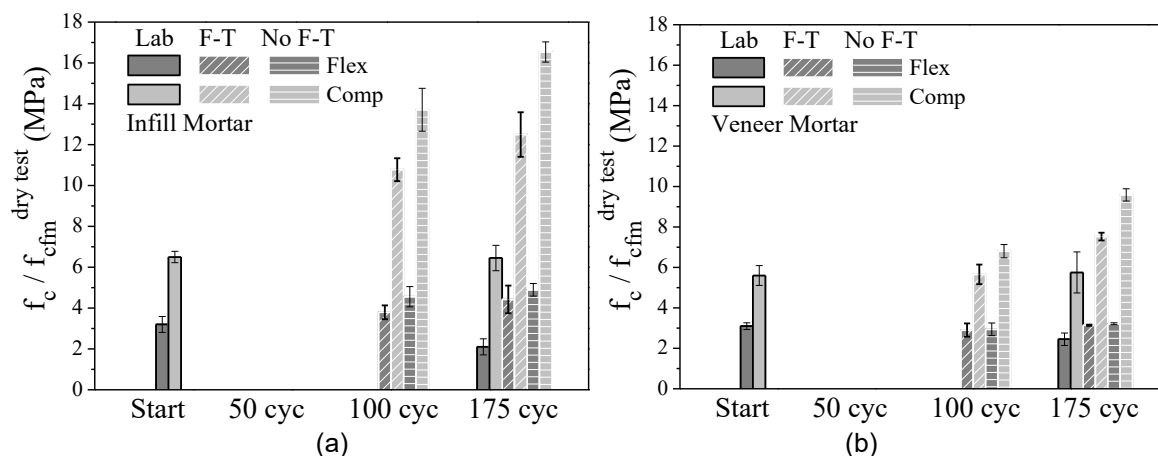 18
16
14
12
10
8
6
4
2
0
f_c / f_cfm^dry test (MPa)
Lab F-T No F-T
Flex
Comp
Infill Mortar
Start 50 cyc 100 cyc 175 cyc
(a)
18
16
14
12
10
8
6
4
2
0
f_c / f_cfm^dry test (MPa)
Lab F-T No F-T
Flex
Comp
Veneer Mortar
Start 50 cyc 100 cyc 175 cyc
(b)